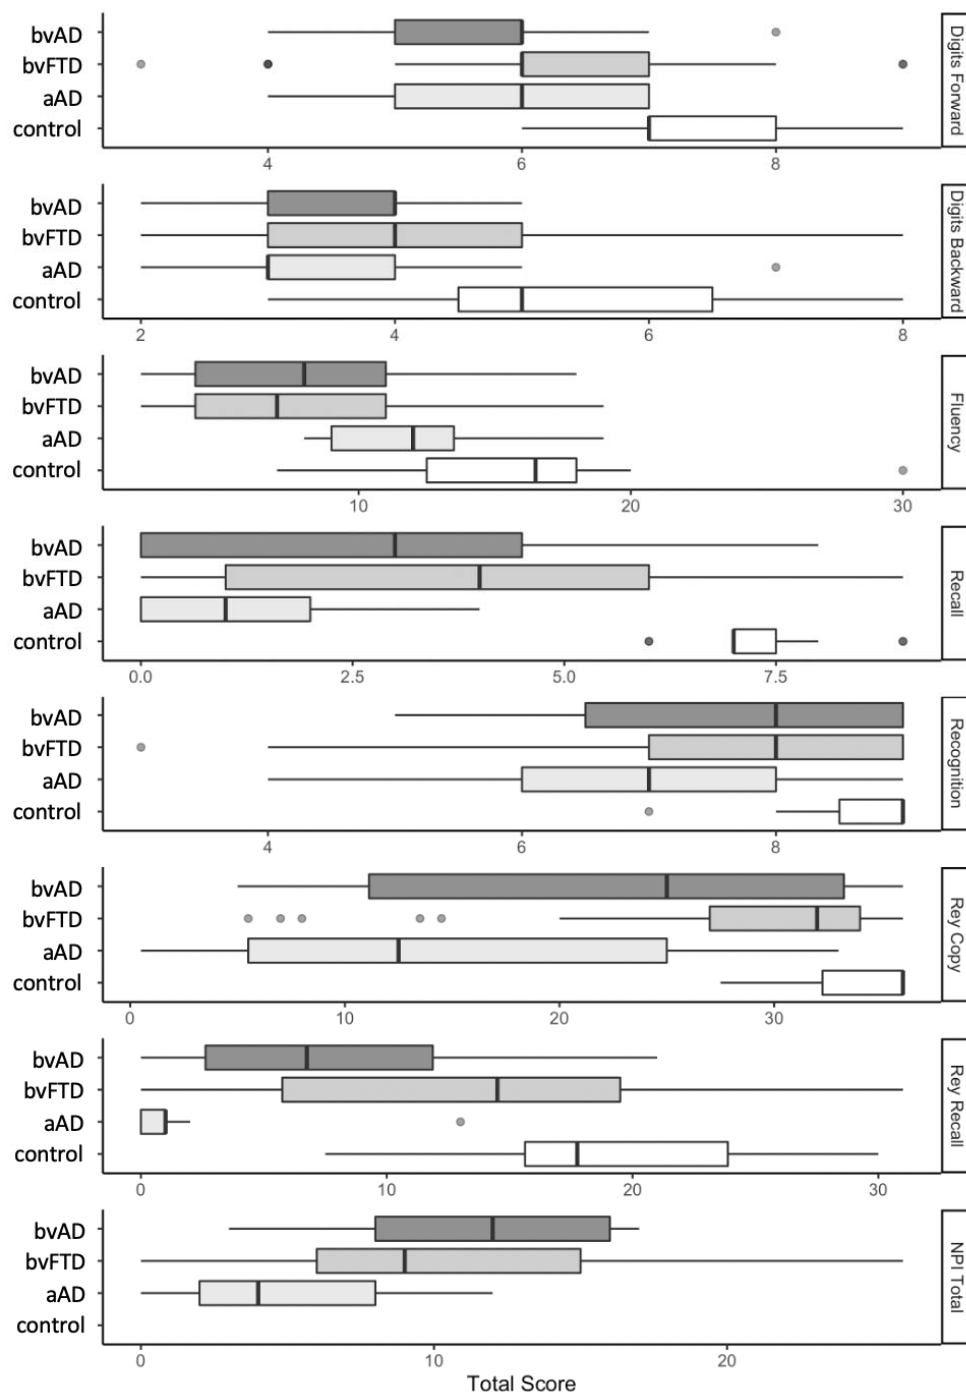 bvAD
bvFTD
aAD
control
4 6 8
Digits Forward
bvAD
bvFTD
aAD
control
2 4 6 8
Digits Backward
bvAD
bvFTD
aAD
control
10 20 30
Fluency
bvAD
bvFTD
aAD
control
0.0 2.5 5.0 7.5
Recall
bvAD
bvFTD
aAD
control
4 6 8
Recognition
bvAD
bvFTD
aAD
control
0 10 20 30
Rey Copy
bvAD
bvFTD
aAD
control
0 10 20 30
Rey Recall
bvAD
bvFTD
aAD
control
0 10 20
NPI Total
Total Score